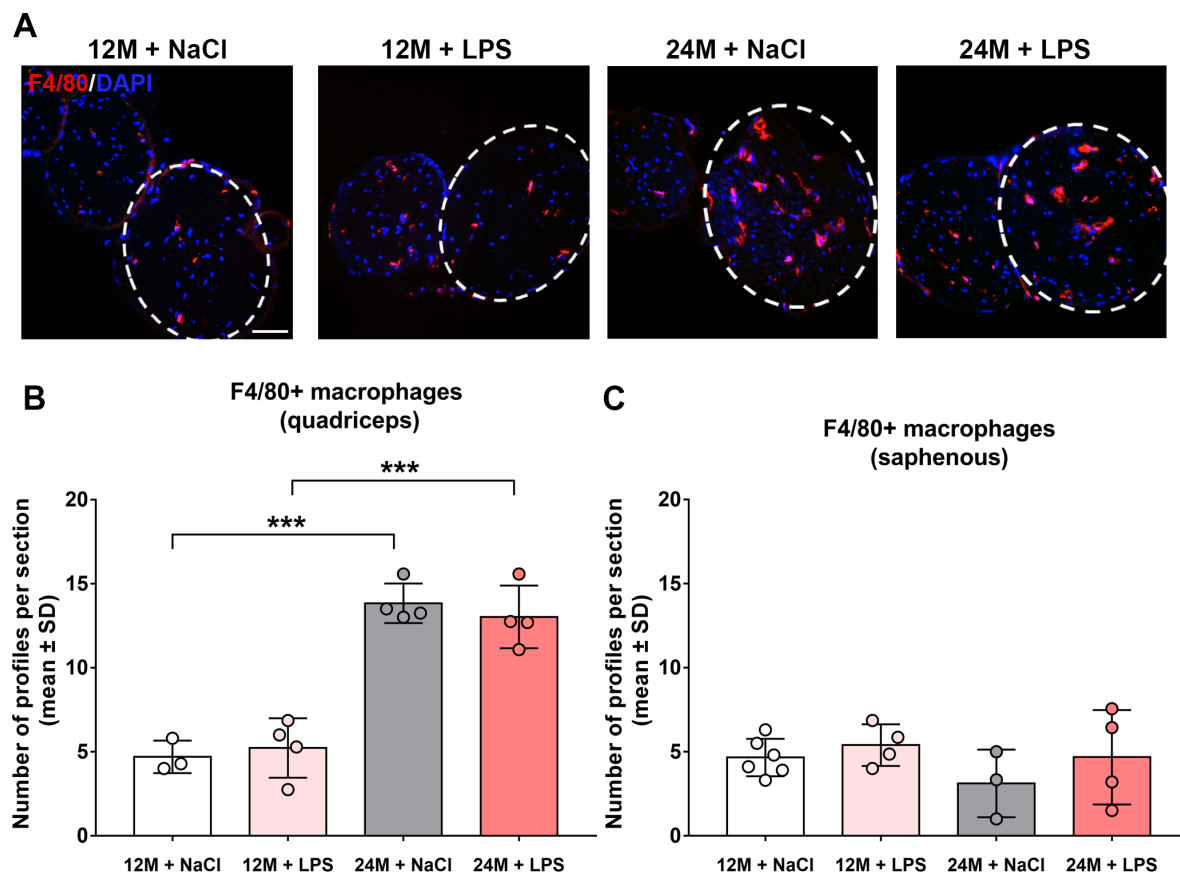 A
12M + NaCl
12M + LPS
24M + NaCl
24M + LPS
F4/80/DAPI
B
F4/80+ macrophages
(quadriceps)
***
***
Number of profiles per section
(mean ± SD)
20
15
10
5
0
12M + NaCl
12M + LPS
24M + NaCl
24M + LPS
C
F4/80+ macrophages
(saphenous)
Number of profiles per section
(mean ± SD)
20
15
10
5
0
12M + NaCl
12M + LPS
24M + NaCl
24M + LPS